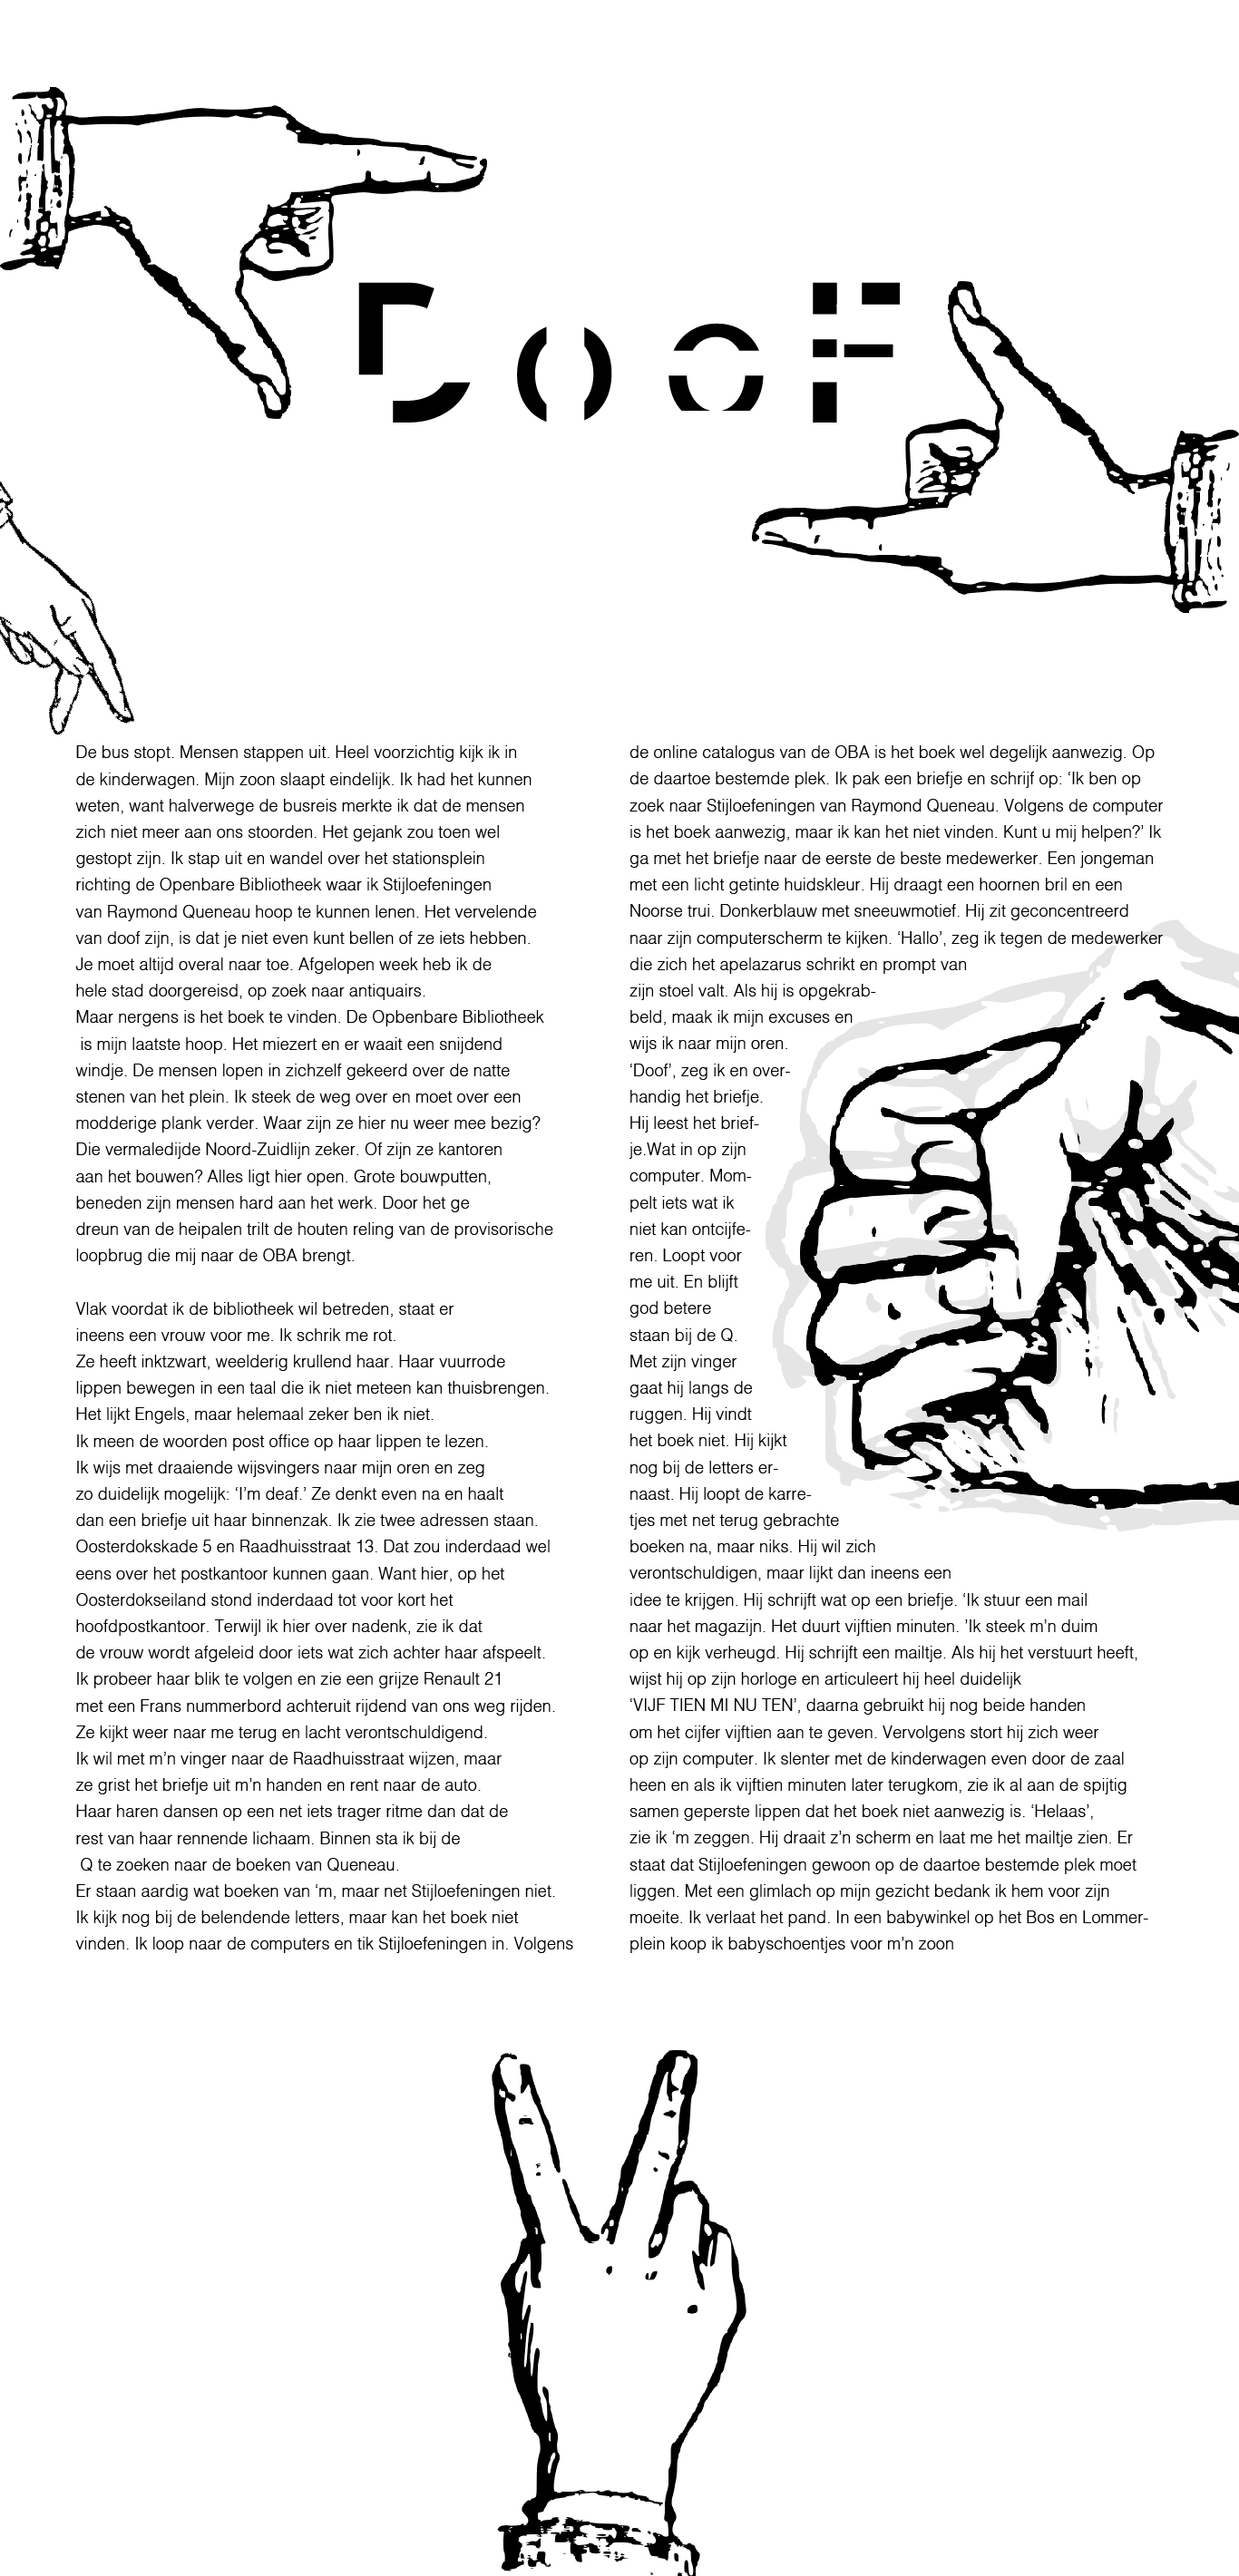 DooF
De bus stopt. Mensen stappen uit. Heel voorzichtig kijk ik in
de kinderwagen. Mijn zoon slaapt eindelijk. Ik had het kunnen
weten, want halverwege de busreis merkte ik dat de mensen
zich niet meer aan ons stoorden. Het gejank zou toen wel
gestopt zijn. Ik stap uit en wandel over het stationsplein
richting de Openbare Bibliotheek waar ik Stijloefeningen
van Raymond Queneau hoop te kunnen lenen. Het vervelende
van doof zijn, is dat je niet even kunt bellen of ze iets hebben.
Je moet altijd overal naar toe. Afgelopen week heb ik de
hele stad doorgereisd, op zoek naar antiquairs.
Maar nergens is het boek te vinden. De Opbenbare Bibliotheek
is mijn laatste hoop. Het miezert en er waait een snijdend
windje. De mensen lopen in zichzelf gekeerd over de natte
stenen van het plein. Ik steek de weg over en moet over een
modderige plank verder. Waar zijn ze hier nu weer mee bezig?
Die vermaledijde Noord-Zuidlijn zeker. Of zijn ze kantoren
aan het bouwen? Alles ligt hier open. Grote bouwputten,
beneden zijn mensen hard aan het werk. Door het ge
dreun van de heipalen trilt de houten reling van de provisorische
loopbrug die mij naar de OBA brengt.
Vlak voordat ik de bibliotheek wil betreden, staat er
ineens een vrouw voor me. Ik schrik me rot.
Ze heeft inktzwart, weelderig krullend haar. Haar vuurrode
lippen bewegen in een taal die ik niet meteen kan thuisbrengen.
Het lijkt Engels, maar helemaal zeker ben ik niet.
Ik meen de woorden post office op haar lippen te lezen.
Ik wijs met draaiende wijsvingers naar mijn oren en zeg
zo duidelijk mogelijk: ‘I’m deaf.’ Ze denkt even na en haalt
dan een briefje uit haar binnenzak. Ik zie twee adressen staan.
Oosterdokskade 5 en Raadhuisstraat 13. Dat zou inderdaad wel
eens over het postkantoor kunnen gaan. Want hier, op het
Oosterdokseiland stond inderdaad tot voor kort het
hoofdpostkantoor. Terwijl ik hier over nadenk, zie ik dat
de vrouw wordt afgeleid door iets wat zich achter haar afspeelt.
Ik probeer haar blik te volgen en zie een grijze Renault 21
met een Frans nummerbord achteruit rijdend van ons weg rijden.
Ze kijkt weer naar me terug en lacht verontschuldigend.
Ik wil met m’n vinger naar de Raadhuisstraat wijzen, maar
ze grist het briefje uit m’n handen en rent naar de auto.
Haar haren dansen op een net iets trager ritme dan dat de
rest van haar rennende lichaam. Binnen sta ik bij de
Q te zoeken naar de boeken van Queneau.
Er staan aardig wat boeken van ‘m, maar net Stijloefeningen niet.
Ik kijk nog bij de belendende letters, maar kan het boek niet
vinden. Ik loop naar de computers en tik Stijloefeningen in. Volgens
de online catalogus van de OBA is het boek wel degelijk aanwezig. Op
de daartoe bestemde plek. Ik pak een briefje en schrijf op: ‘Ik ben op
zoek naar Stijloefeningen van Raymond Queneau. Volgens de computer
is het boek aanwezig, maar ik kan het niet vinden. Kunt u mij helpen?’ Ik
ga met het briefje naar de eerste de beste medewerker. Een jongeman
met een licht getinte huidskleur. Hij draagt een hoornen bril en een
Noorse trui. Donkerblauw met sneeuwmotief. Hij zit geconcentreerd
naar zijn computerscherm te kijken. ‘Hallo’, zeg ik tegen de medewerker
die zich het apelazarus schrikt en prompt van
zijn stoel valt. Als hij is opgekrab-
beld, maak ik mijn excuses en
wijs ik naar mijn oren.
‘Doof’, zeg ik en over-
handig het briefje.
Hij leest het brief-
je.Wat in op zijn
computer. Mom-
pelt iets wat ik
niet kan ontcijfe-
ren. Loopt voor
me uit. En blijft
god betere
staan bij de Q.
Met zijn vinger
gaat hij langs de
ruggen. Hij vindt
het boek niet. Hij kijkt
nog bij de letters er-
naast. Hij loopt de karre-
tjes met net terug gebrachte
boeken na, maar niks. Hij wil zich
verontschuldigen, maar lijkt dan ineens een
idee te krijgen. Hij schrijft wat op een briefje. ‘Ik stuur een mail
naar het magazijn. Het duurt vijftien minuten. ’Ik steek m’n duim
op en kijk verheugd. Hij schrijft een mailtje. Als hij het verstuurt heeft,
wijst hij op zijn horloge en articuleert hij heel duidelijk
‘VIJF TIEN MI NU TEN’, daarna gebruikt hij nog beide handen
om het cijfer vijftien aan te geven. Vervolgens stort hij zich weer
op zijn computer. Ik slenter met de kinderwagen even door de zaal
heen en als ik vijftien minuten later terugkom, zie ik al aan de spijtig
samen geperste lippen dat het boek niet aanwezig is. ‘Helaas’,
zie ik ‘m zeggen. Hij draait z’n scherm en laat me het mailtje zien. Er
staat dat Stijloefeningen gewoon op de daartoe bestemde plek moet
liggen. Met een glimlach op mijn gezicht bedank ik hem voor zijn
moeite. Ik verlaat het pand. In een babywinkel op het Bos en Lommer-
plein koop ik babyschoentjes voor m’n zoon